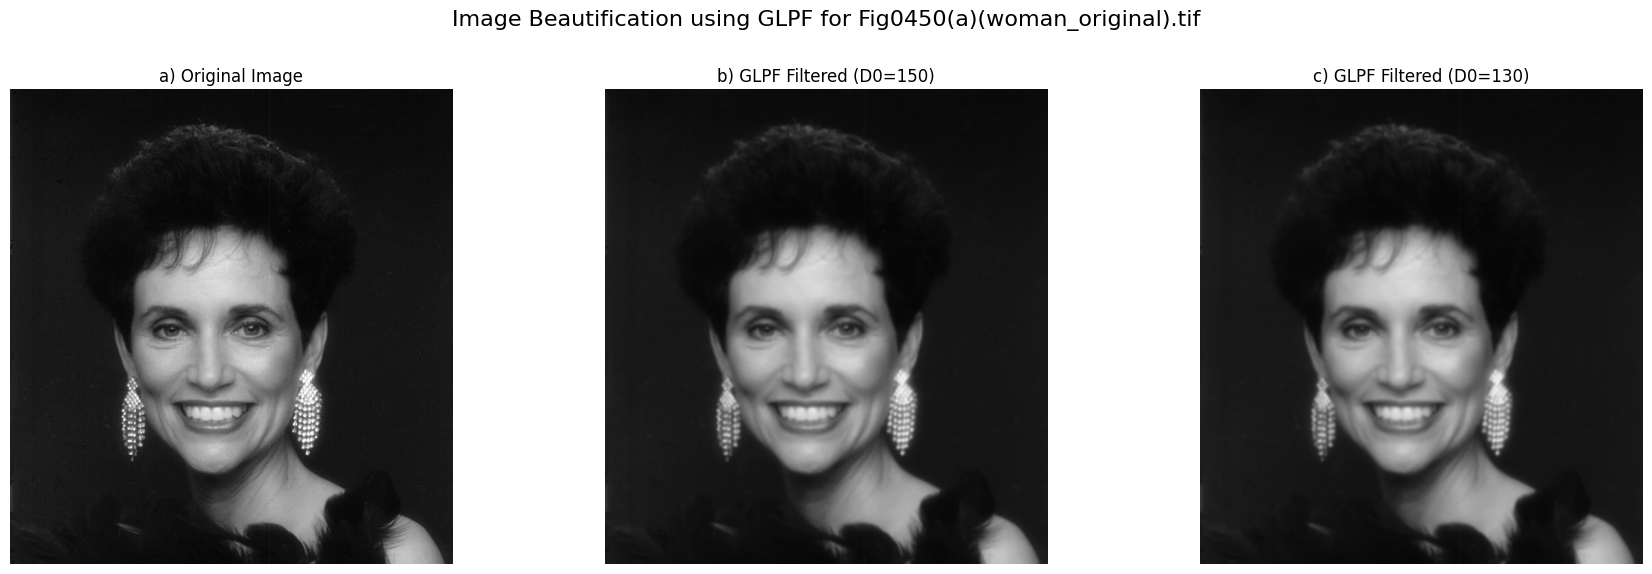 Image Beautification using GLPF for Fig0450(a)(woman_original).tif
a) Original Image
b) GLPF Filtered (D0=150)
c) GLPF Filtered (D0=130)